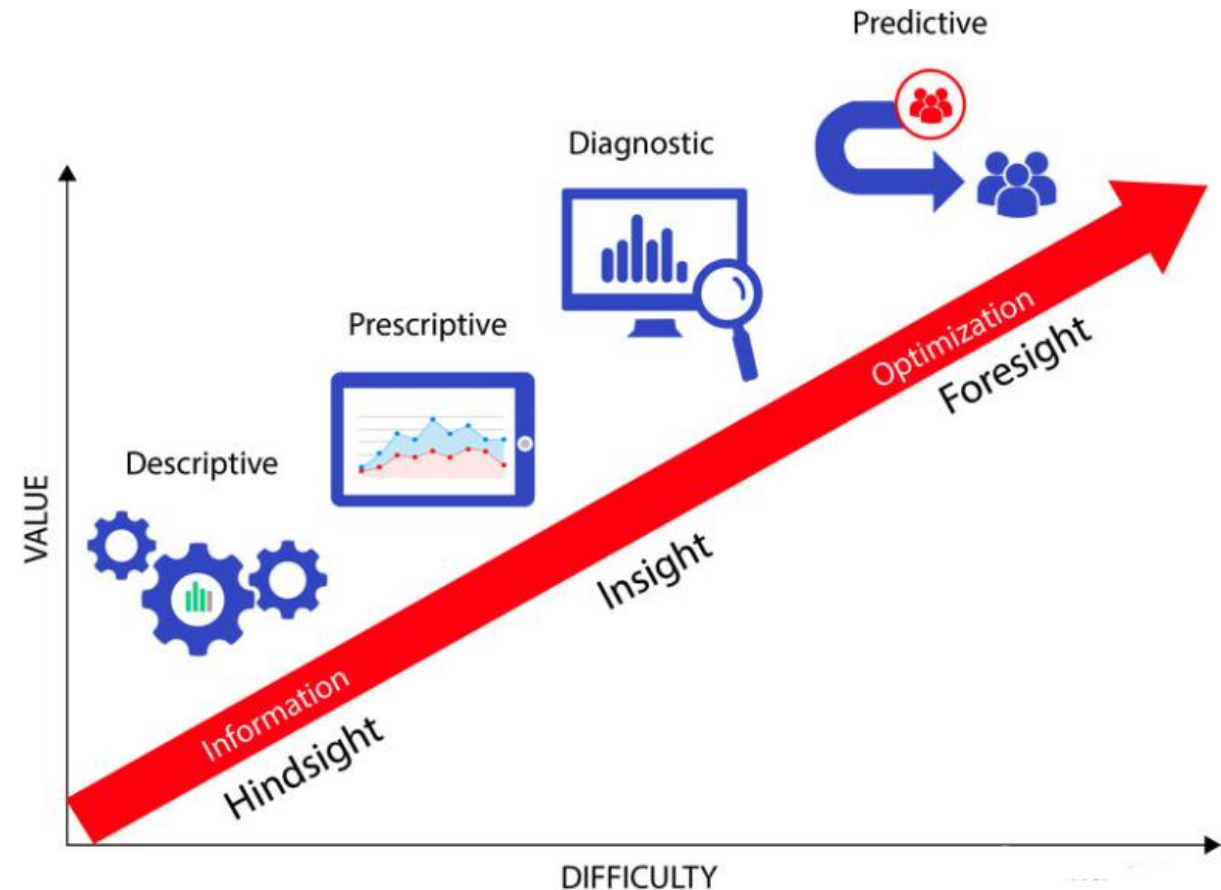 Predictive
Diagnostic
Prescriptive
Descriptive
VALUE
Optimization
Foresight
Insight
Information
Hindsight
DIFFICULTY